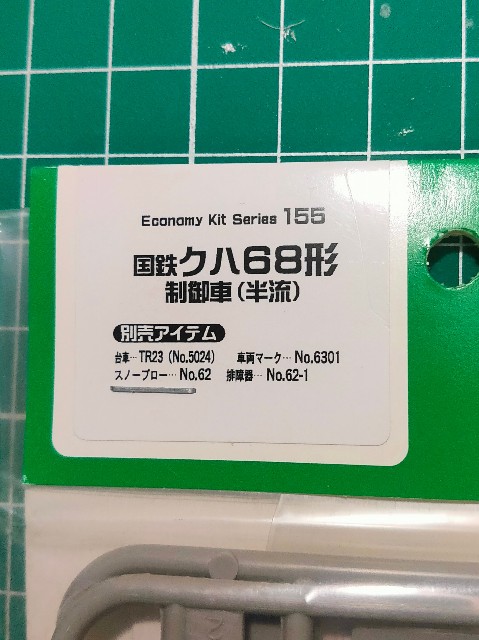 Economy Kit Series 155
国鉄クハ68形
制御車(半流)
別売アイテム
台車…TR23 (No.5024) 車両マーク…No.6301
スノープロー…No.62 排障器…No.62-1